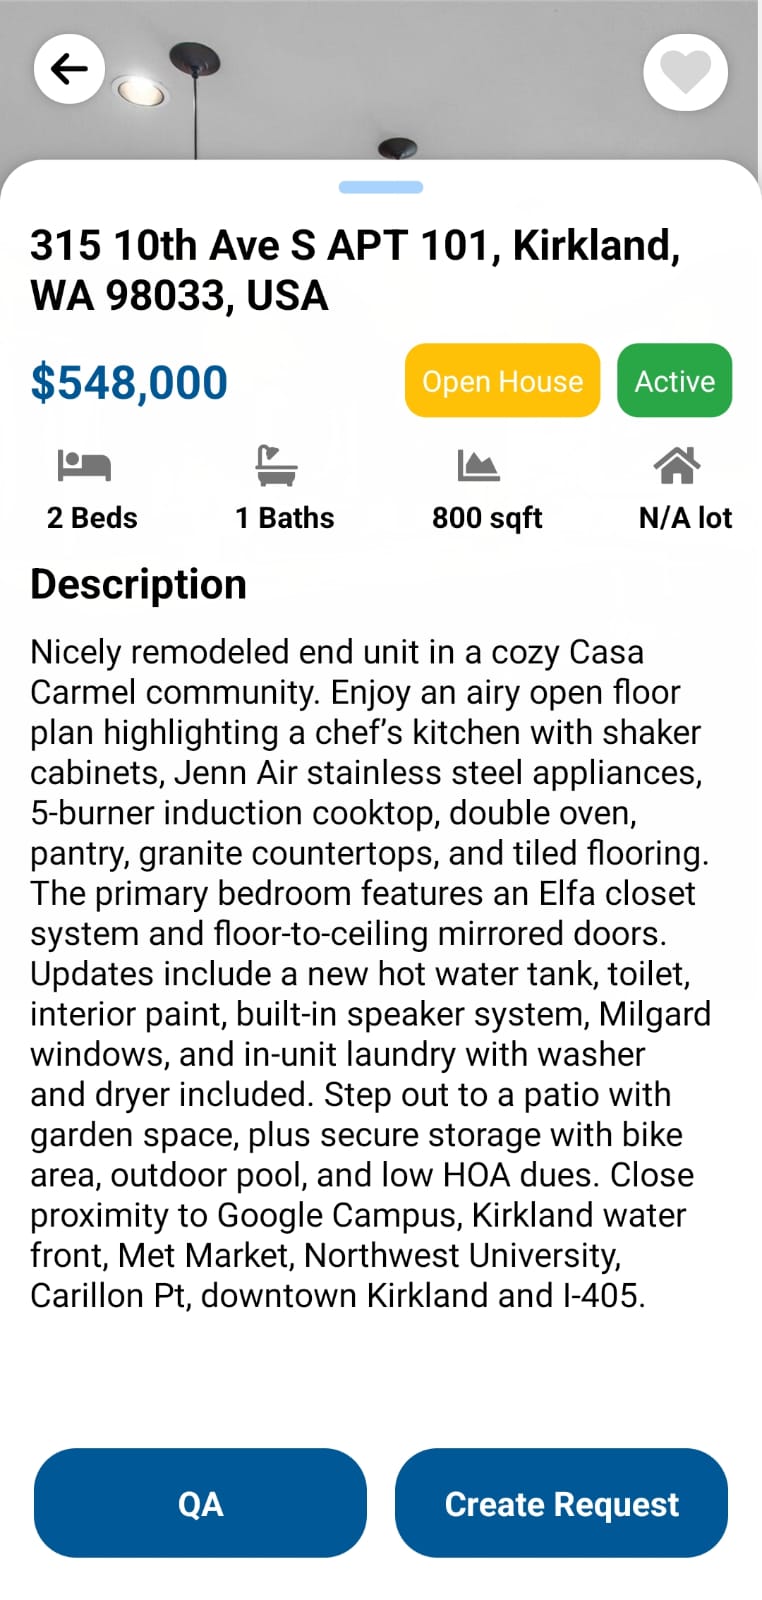 315 10th Ave S APT 101, Kirkland,
WA 98033, USA
$548,000
Open House
Active
2 Beds
1 Baths
800 sqft
N/A lot
Description
Nicely remodeled end unit in a cozy Casa
Carmel community. Enjoy an airy open floor
plan highlighting a chef’s kitchen with shaker
cabinets, Jenn Air stainless steel appliances,
5-burner induction cooktop, double oven,
pantry, granite countertops, and tiled flooring.
The primary bedroom features an Elfa closet
system and floor-to-ceiling mirrored doors.
Updates include a new hot water tank, toilet,
interior paint, built-in speaker system, Milgard
windows, and in-unit laundry with washer
and dryer included. Step out to a patio with
garden space, plus secure storage with bike
area, outdoor pool, and low HOA dues. Close
proximity to Google Campus, Kirkland water
front, Met Market, Northwest University,
Carillon Pt, downtown Kirkland and I-405.
QA
Create Request